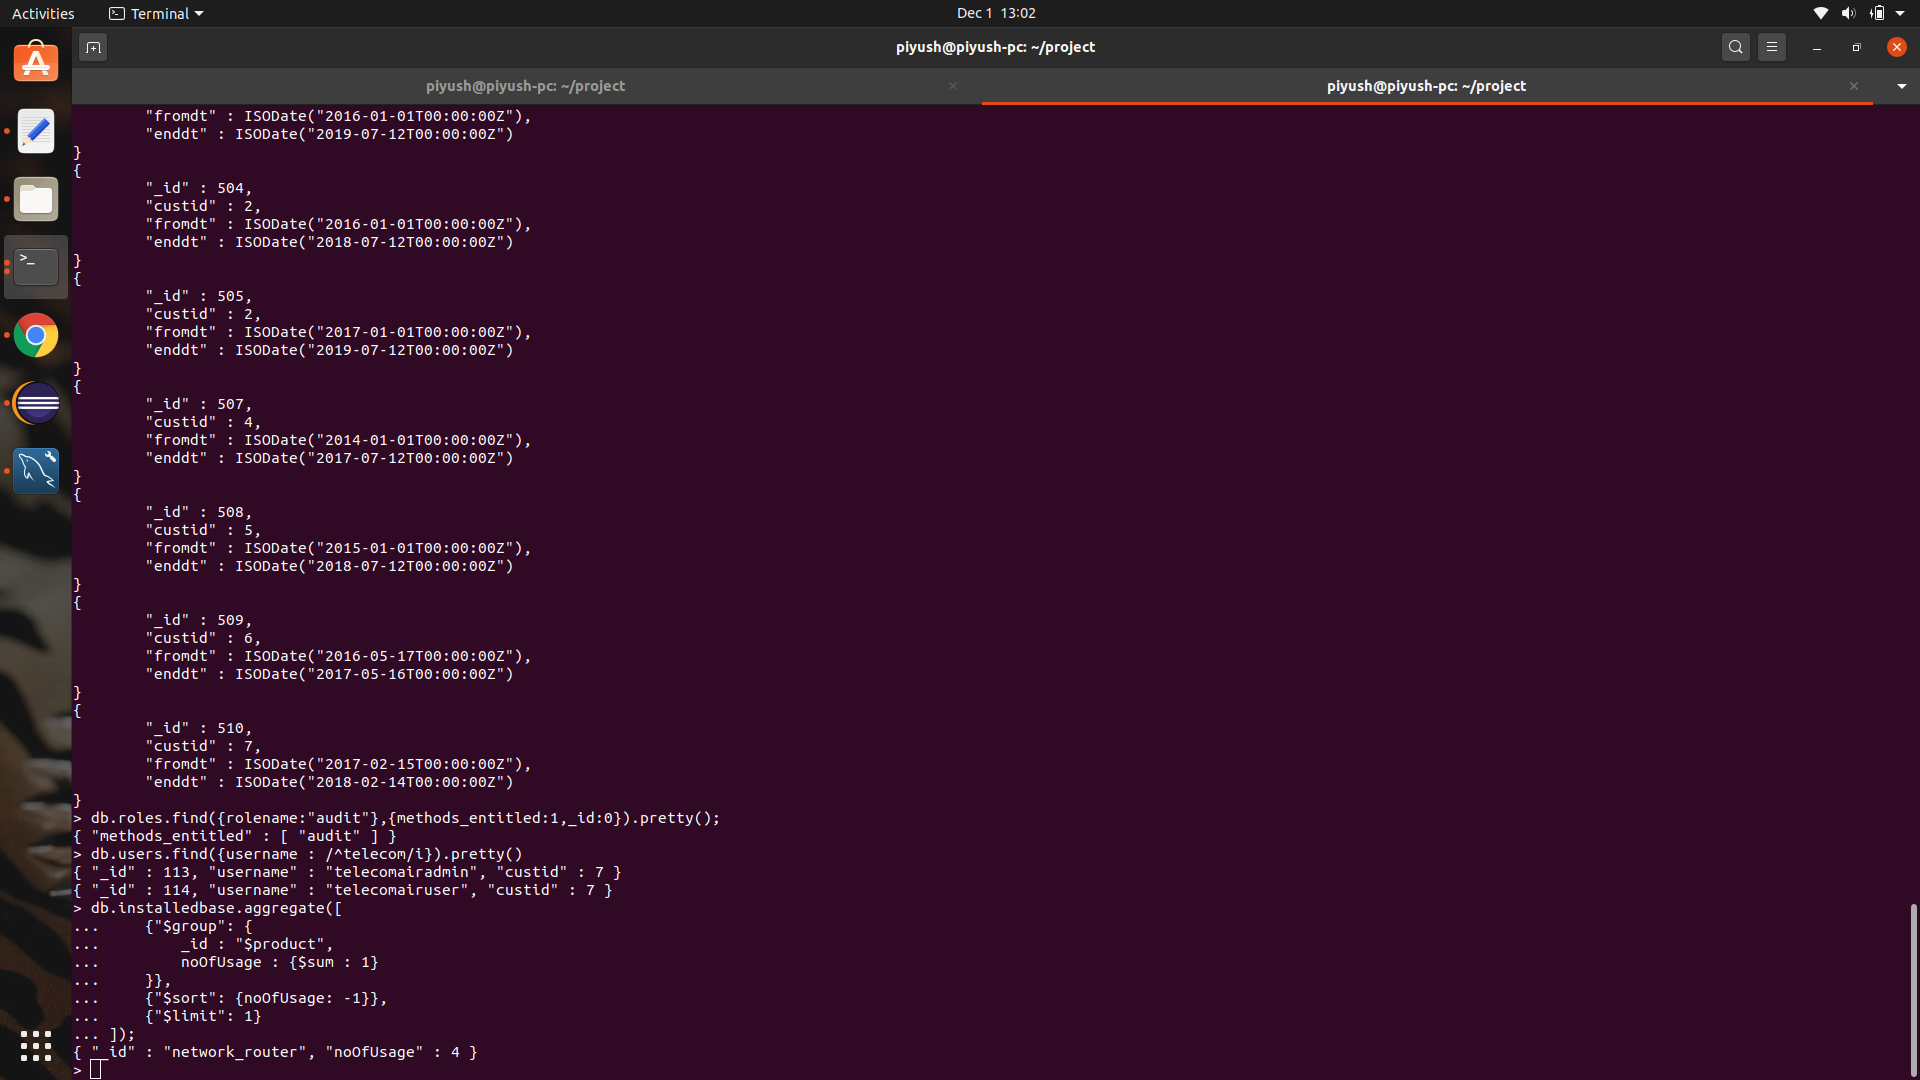 Activities
Terminal
Dec 1 13:02
piyush@piyush-pc: ~/project
piyush@piyush-pc: ~/project
piyush@piyush-pc: ~/project
"fromdt" : ISODate("2016-01-01T00:00:00Z"),
"enddt" : ISODate("2019-07-12T00:00:00Z")
}
{
"_id" : 504,
"custid" : 2,
"fromdt" : ISODate("2016-01-01T00:00:00Z"),
"enddt" : ISODate("2018-07-12T00:00:00Z")
}
{
"_id" : 505,
"custid" : 2,
"fromdt" : ISODate("2017-01-01T00:00:00Z"),
"enddt" : ISODate("2019-07-12T00:00:00Z")
}
{
"_id" : 507,
"custid" : 4,
"fromdt" : ISODate("2014-01-01T00:00:00Z"),
"enddt" : ISODate("2017-07-12T00:00:00Z")
}
{
"_id" : 508,
"custid" : 5,
"fromdt" : ISODate("2015-01-01T00:00:00Z"),
"enddt" : ISODate("2018-07-12T00:00:00Z")
}
{
"_id" : 509,
"custid" : 6,
"fromdt" : ISODate("2016-05-17T00:00:00Z"),
"enddt" : ISODate("2017-05-16T00:00:00Z")
}
{
"_id" : 510,
"custid" : 7,
"fromdt" : ISODate("2017-02-15T00:00:00Z"),
"enddt" : ISODate("2018-02-14T00:00:00Z")
}
> db.roles.find({rolename:"audit"},{methods_entitled:1,_id:0}).pretty();
{ "methods_entitled" : [ "audit" ] }
> db.users.find({username : /^telecom/i}).pretty()
{ "_id" : 113, "username" : "telecomairadmin", "custid" : 7 }
{ "_id" : 114, "username" : "telecomairuser", "custid" : 7 }
> db.installedbase.aggregate([
... {"$group": {
... _id : "$product",
... noOfUsage : {$sum : 1}
... }},
... {"$sort": {noOfUsage: -1}},
... {"$limit": 1}
... ]);
{ "_id" : "network_router", "noOfUsage" : 4 }
>